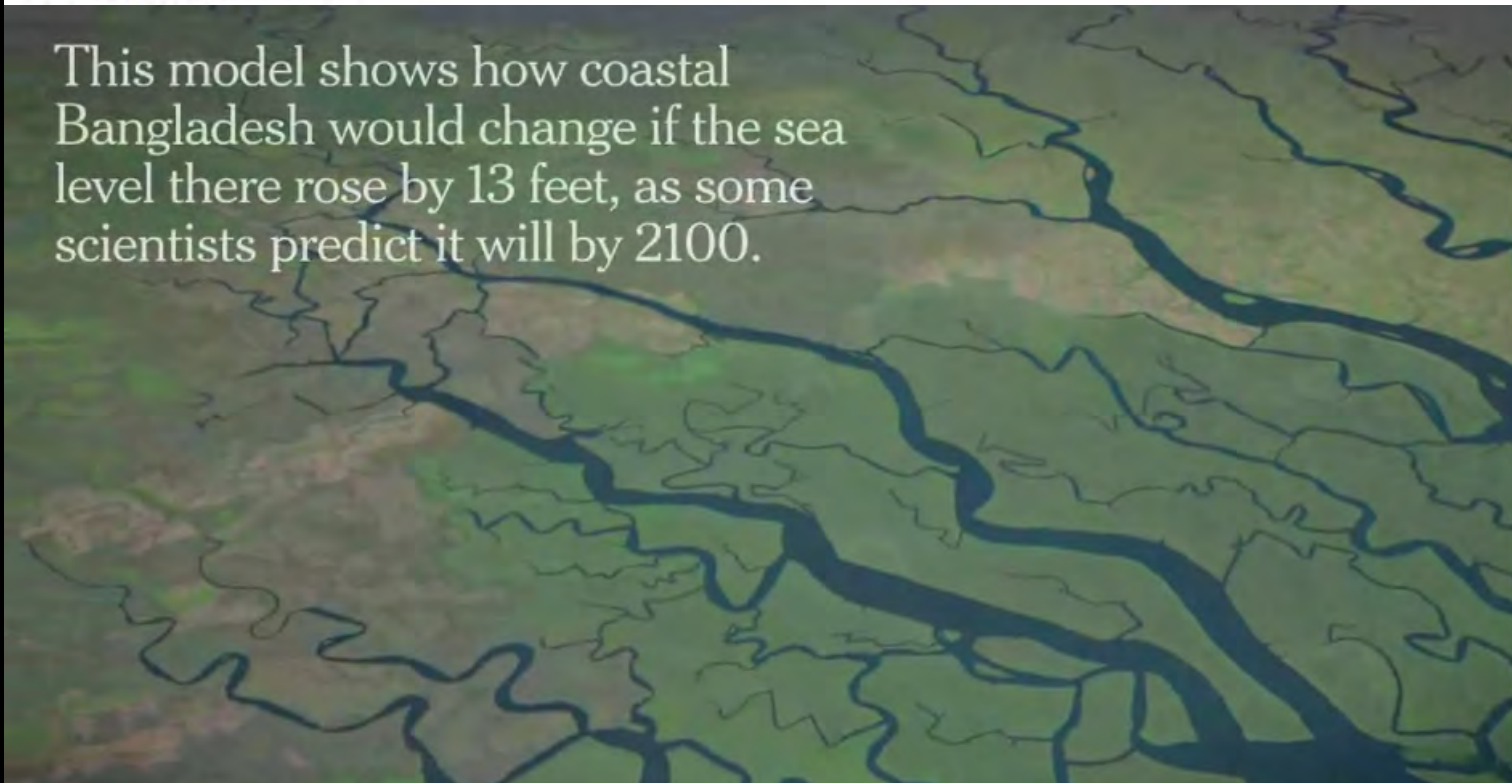 This model shows how coastal
Bangladesh would change if the sea
level there rose by 13 feet, as some
scientists predict it will by 2100.